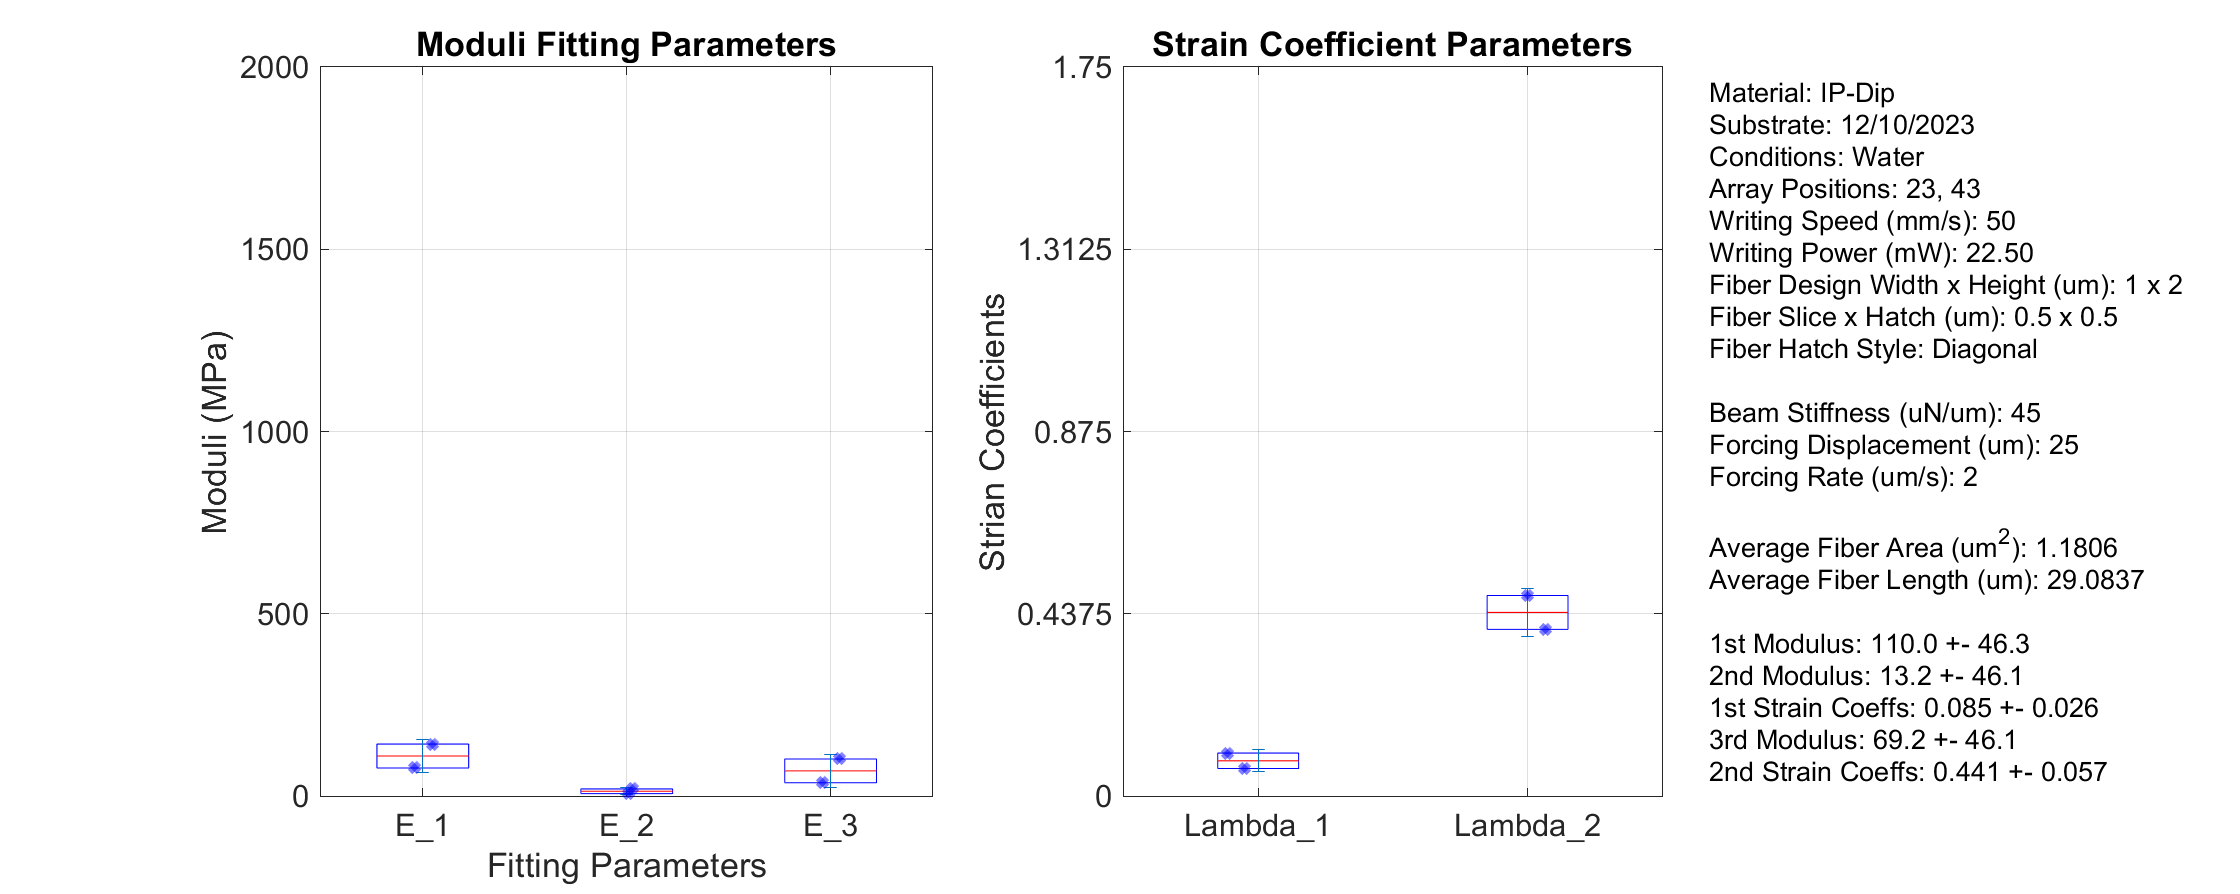 Moduli Fitting Parameters
2000
1500
1000
500
0
Moduli (MPa)
E_1
E_2
E_3
Fitting Parameters
Strain Coefficient Parameters
1.75
1.3125
0.875
0.4375
0
Strian Coefficients
Lambda_1
Lambda_2
Material: IP-Dip
Substrate: 12/10/2023
Conditions: Water
Array Positions: 23, 43
Writing Speed (mm/s): 50
Writing Power (mW): 22.50
Fiber Design Width x Height (um): 1 x 2
Fiber Slice x Hatch (um): 0.5 x 0.5
Fiber Hatch Style: Diagonal
Beam Stiffness (uN/um): 45
Forcing Displacement (um): 25
Forcing Rate (um/s): 2
Average Fiber Area (um²): 1.1806
Average Fiber Length (um): 29.0837
1st Modulus: 110.0 +- 46.3
2nd Modulus: 13.2 +- 46.1
1st Strain Coeffs: 0.085 +- 0.026
3rd Modulus: 69.2 +- 46.1
2nd Strain Coeffs: 0.441 +- 0.057